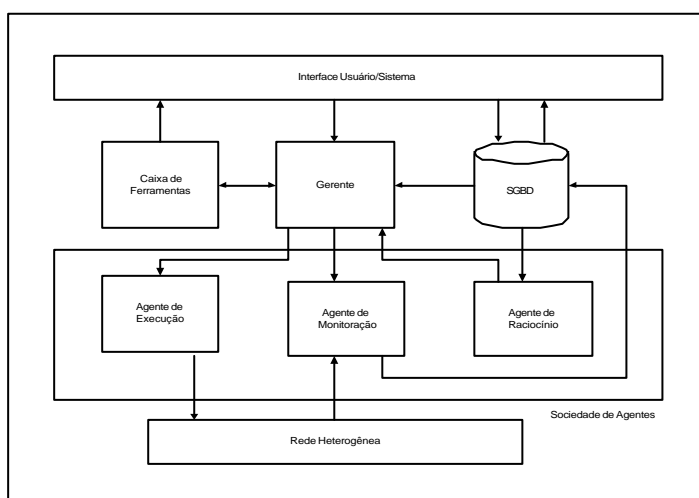 Interface Usuário/Sistema
Caixa de
Ferramentas
Gerente
SGBD
Agente de
Execução
Agente de
Monitoração
Agente de
Raciocínio
Sociedade de Agentes
Rede Heterogênea